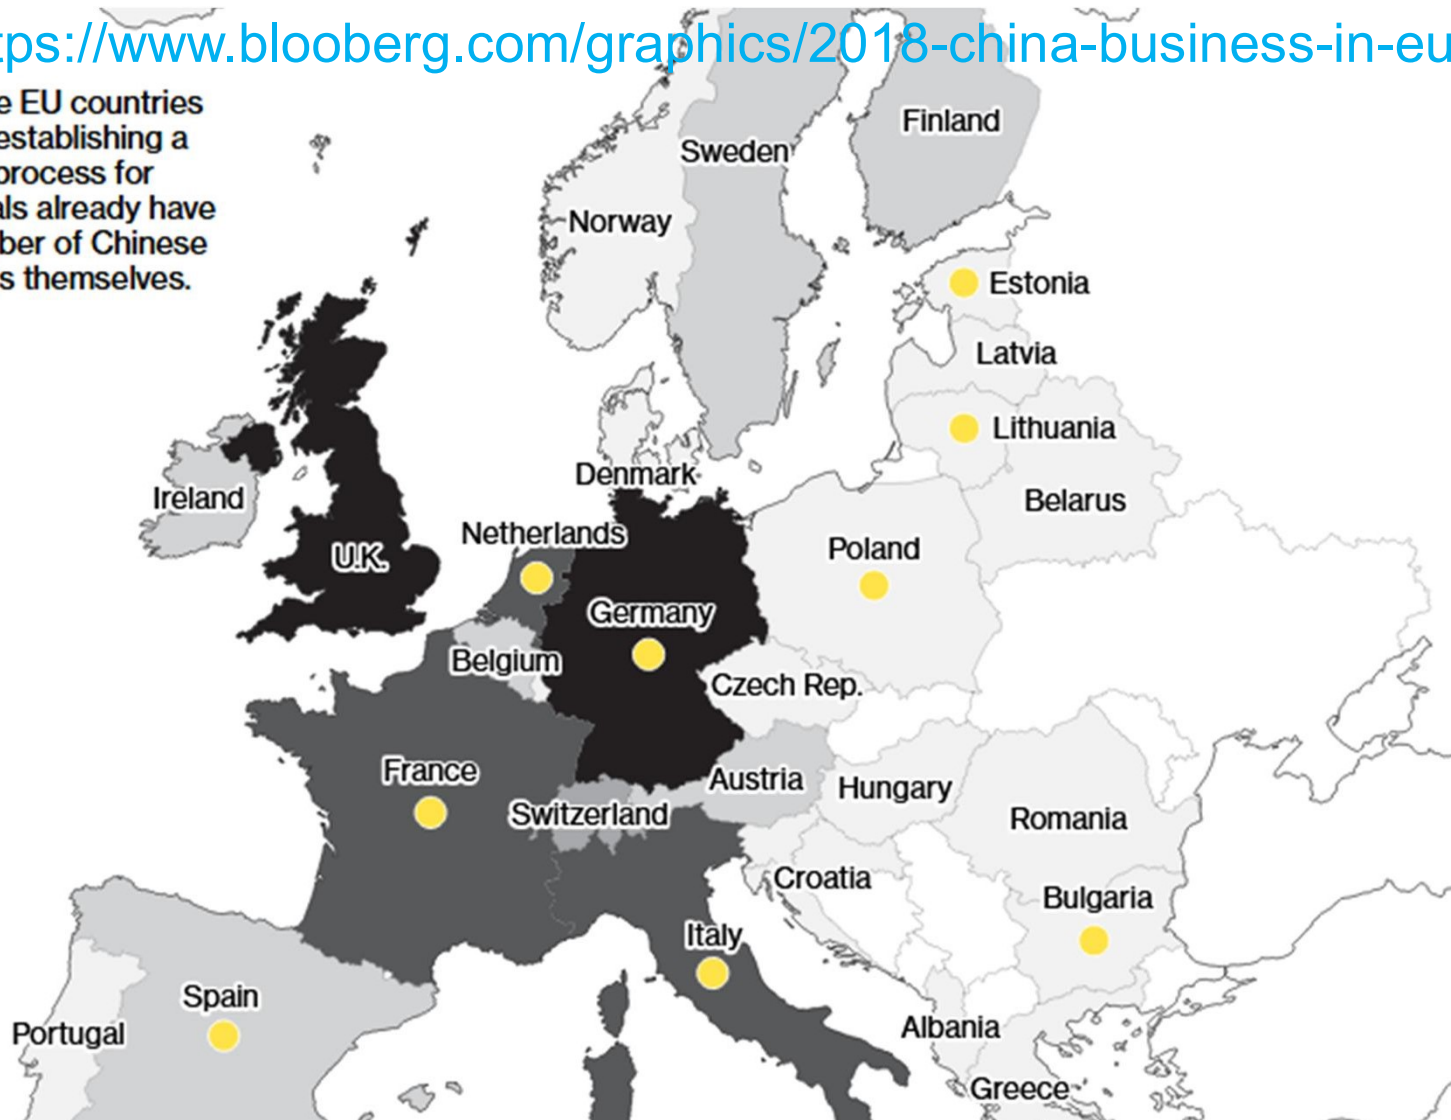 tps://www.blooberg.com/graphics/2018-china-business-in-eu
e EU countries
establishing a
process for
als already have
ber of Chinese
s themselves.
Finland
Sweden
Norway
Estonia
Latvia
Lithuania
Denmark
Ireland
Belarus
Netherlands
Poland
U.K.
Germany
Belgium
Czech Rep.
France
Austria
Hungary
Switzerland
Romania
Croatia
Bulgaria
Italy
Spain
Albania
Portugal
Greece